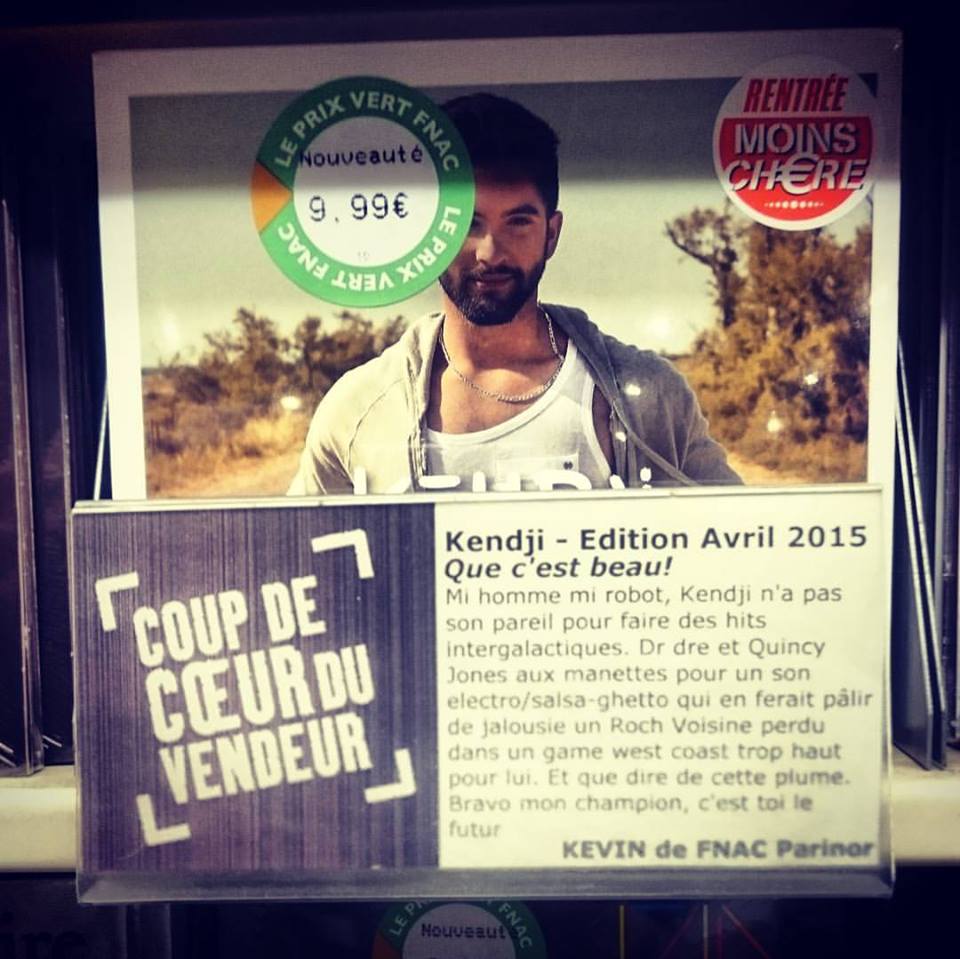 LE PRIX VERT FNAC
Nouveauté
9.99€
LE PRIX VERT FNAC
RENTRÉE
MOINS
CH€RE
Kendji - Edition Avril 2015
Que c'est beau!
Mi homme mi robot, Kendji n'a pas
son pareil pour faire des hits
intergalactiques. Dr dre et Quincy
Jones aux manettes pour un son
electro/salsa-ghetto qui en ferait pâlir
de jalousie un Roch Voisine perdu
dans un game west coast trop haut
pour lui. Et que dire de cette plume.
Bravo mon champion, c'est toi le
futur
KEVIN de FNAC Parinor
COUP DE
CŒUR DU
VENDEUR
Nouveaut